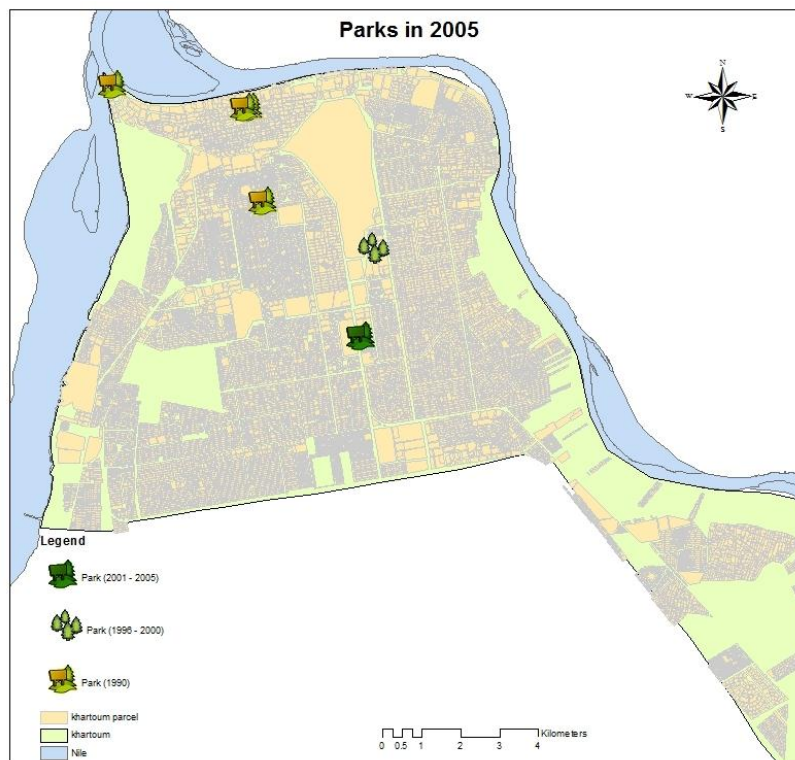 Parks in 2005
N
W E
S
Legend
Park (2001 - 2005)
Park (1996 - 2000)
Park (1990)
khartoum parcel
khartoum
Nile
Kilometers
0 0.5 1 2 3 4